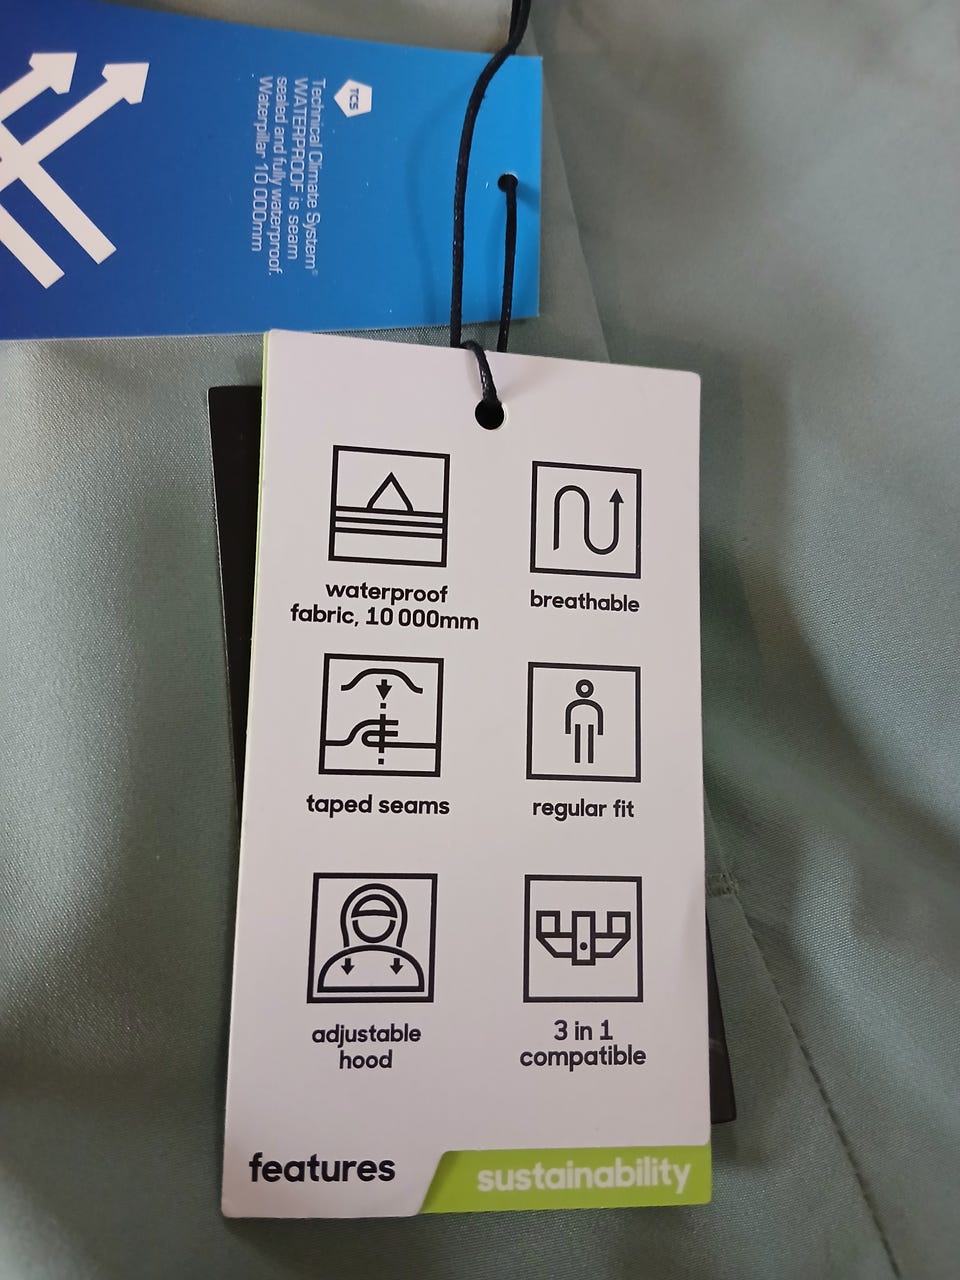 TCS
Technical Climate System®
WATERPROOF is seam
sealed and fully waterproof.
Waterpillar 10 000mm
waterproof
fabric, 10 000mm
breathable
taped seams
regular fit
adjustable
hood
3 in 1
compatible
features
sustainability